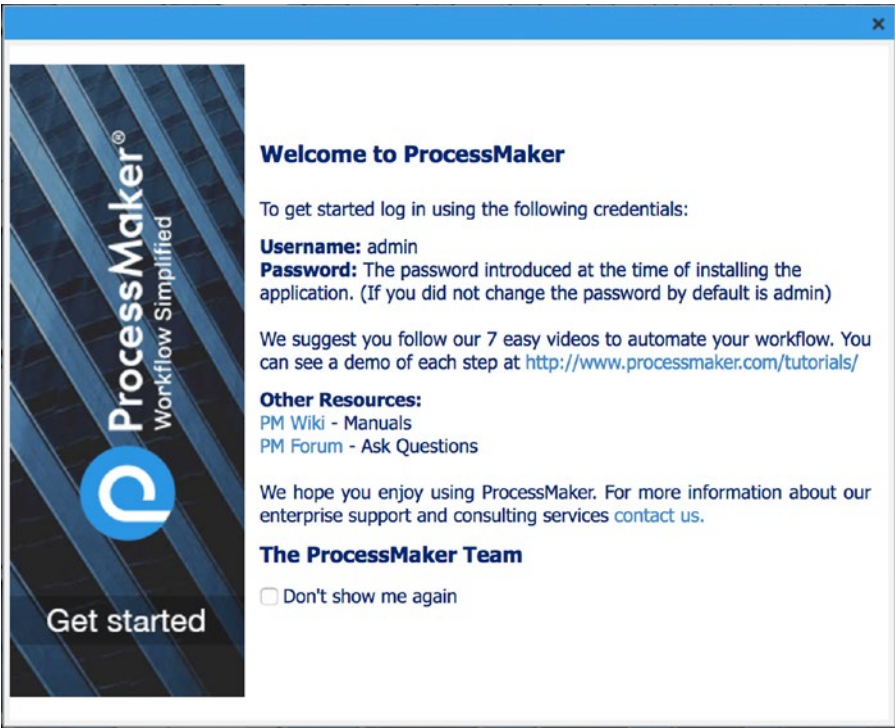 ProcessMaker®
Workflow Simplified
Get started
Welcome to ProcessMaker
To get started log in using the following credentials:
Username: admin
Password: The password introduced at the time of installing the
application. (If you did not change the password by default is admin)
We suggest you follow our 7 easy videos to automate your workflow. You
can see a demo of each step at http://www.processmaker.com/tutorials/
Other Resources:
PM Wiki - Manuals
PM Forum - Ask Questions
We hope you enjoy using ProcessMaker. For more information about our
enterprise support and consulting services contact us.
The ProcessMaker Team
Don't show me again